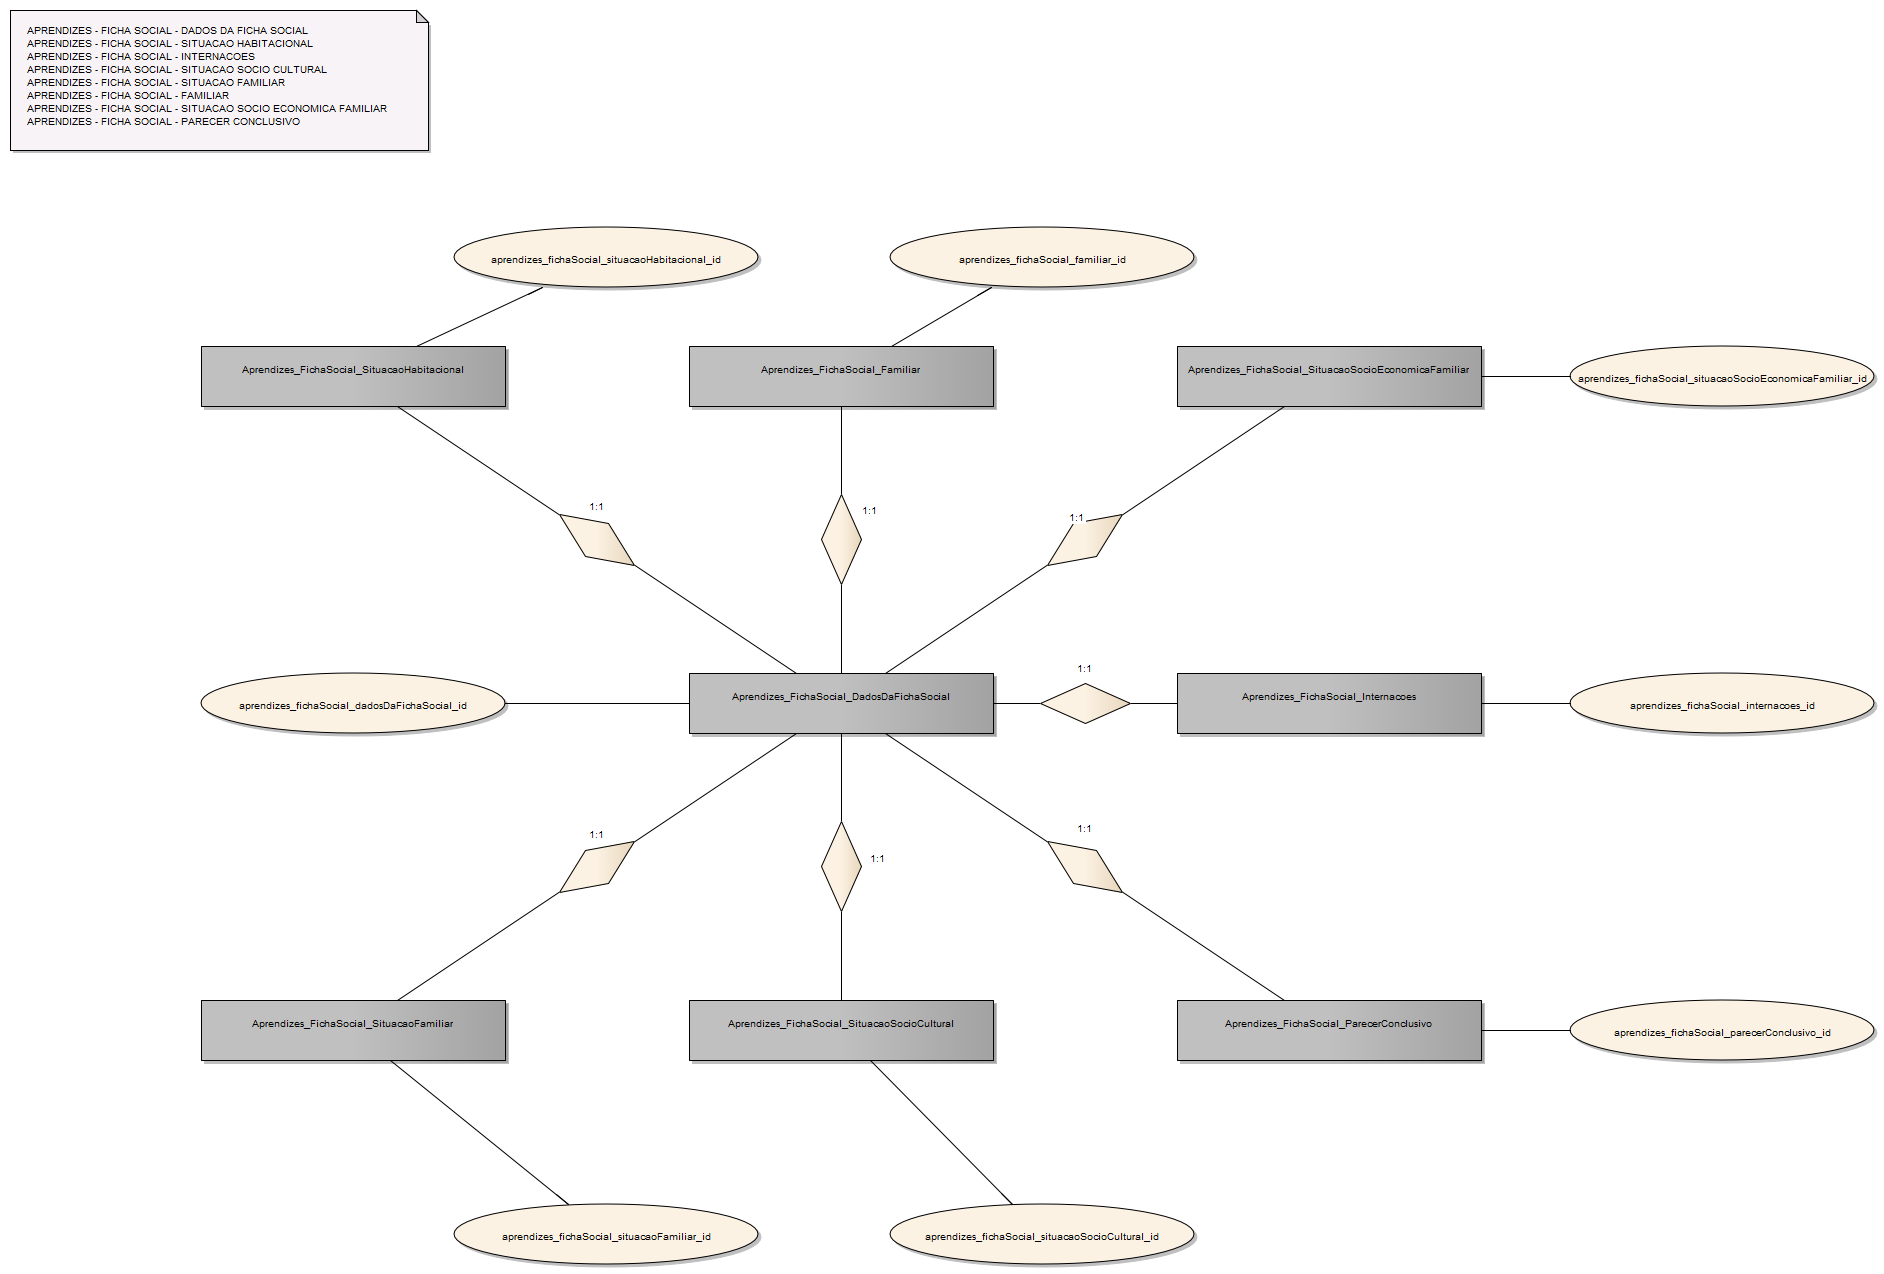 APRENDIZES - FICHA SOCIAL - DADOS DA FICHA SOCIAL
APRENDIZES - FICHA SOCIAL - SITUACAO HABITACIONAL
APRENDIZES - FICHA SOCIAL - INTERNACOES
APRENDIZES - FICHA SOCIAL - SITUACAO SOCIO CULTURAL
APRENDIZES - FICHA SOCIAL - SITUACAO FAMILIAR
APRENDIZES - FICHA SOCIAL - FAMILIAR
APRENDIZES - FICHA SOCIAL - SITUACAO SOCIO ECONOMICA FAMILIAR
APRENDIZES - FICHA SOCIAL - PARECER CONCLUSIVO
aprendizes_fichaSocial_situacaoHabitacional_id
aprendizes_fichaSocial_familiar_id
Aprendizes_FichaSocial_SituacaoHabitacional
Aprendizes_FichaSocial_Familiar
Aprendizes_FichaSocial_SituacaoSocioEconomicaFamiliar
aprendizes_fichaSocial_situacaoSocioEconomicaFamiliar_id
1:1
1:1
1:1
1:1
aprendizes_fichaSocial_dadosDaFichaSocial_id
Aprendizes_FichaSocial_DadosDaFichaSocial
Aprendizes_FichaSocial_Internacoes
aprendizes_fichaSocial_internacoes_id
1:1
1:1
1:1
Aprendizes_FichaSocial_SituacaoFamiliar
Aprendizes_FichaSocial_SituacaoSocioCultural
Aprendizes_FichaSocial_ParecerConclusivo
aprendizes_fichaSocial_parecerConclusivo_id
aprendizes_fichaSocial_situacaoFamiliar_id
aprendizes_fichaSocial_situacaoSocioCultural_id